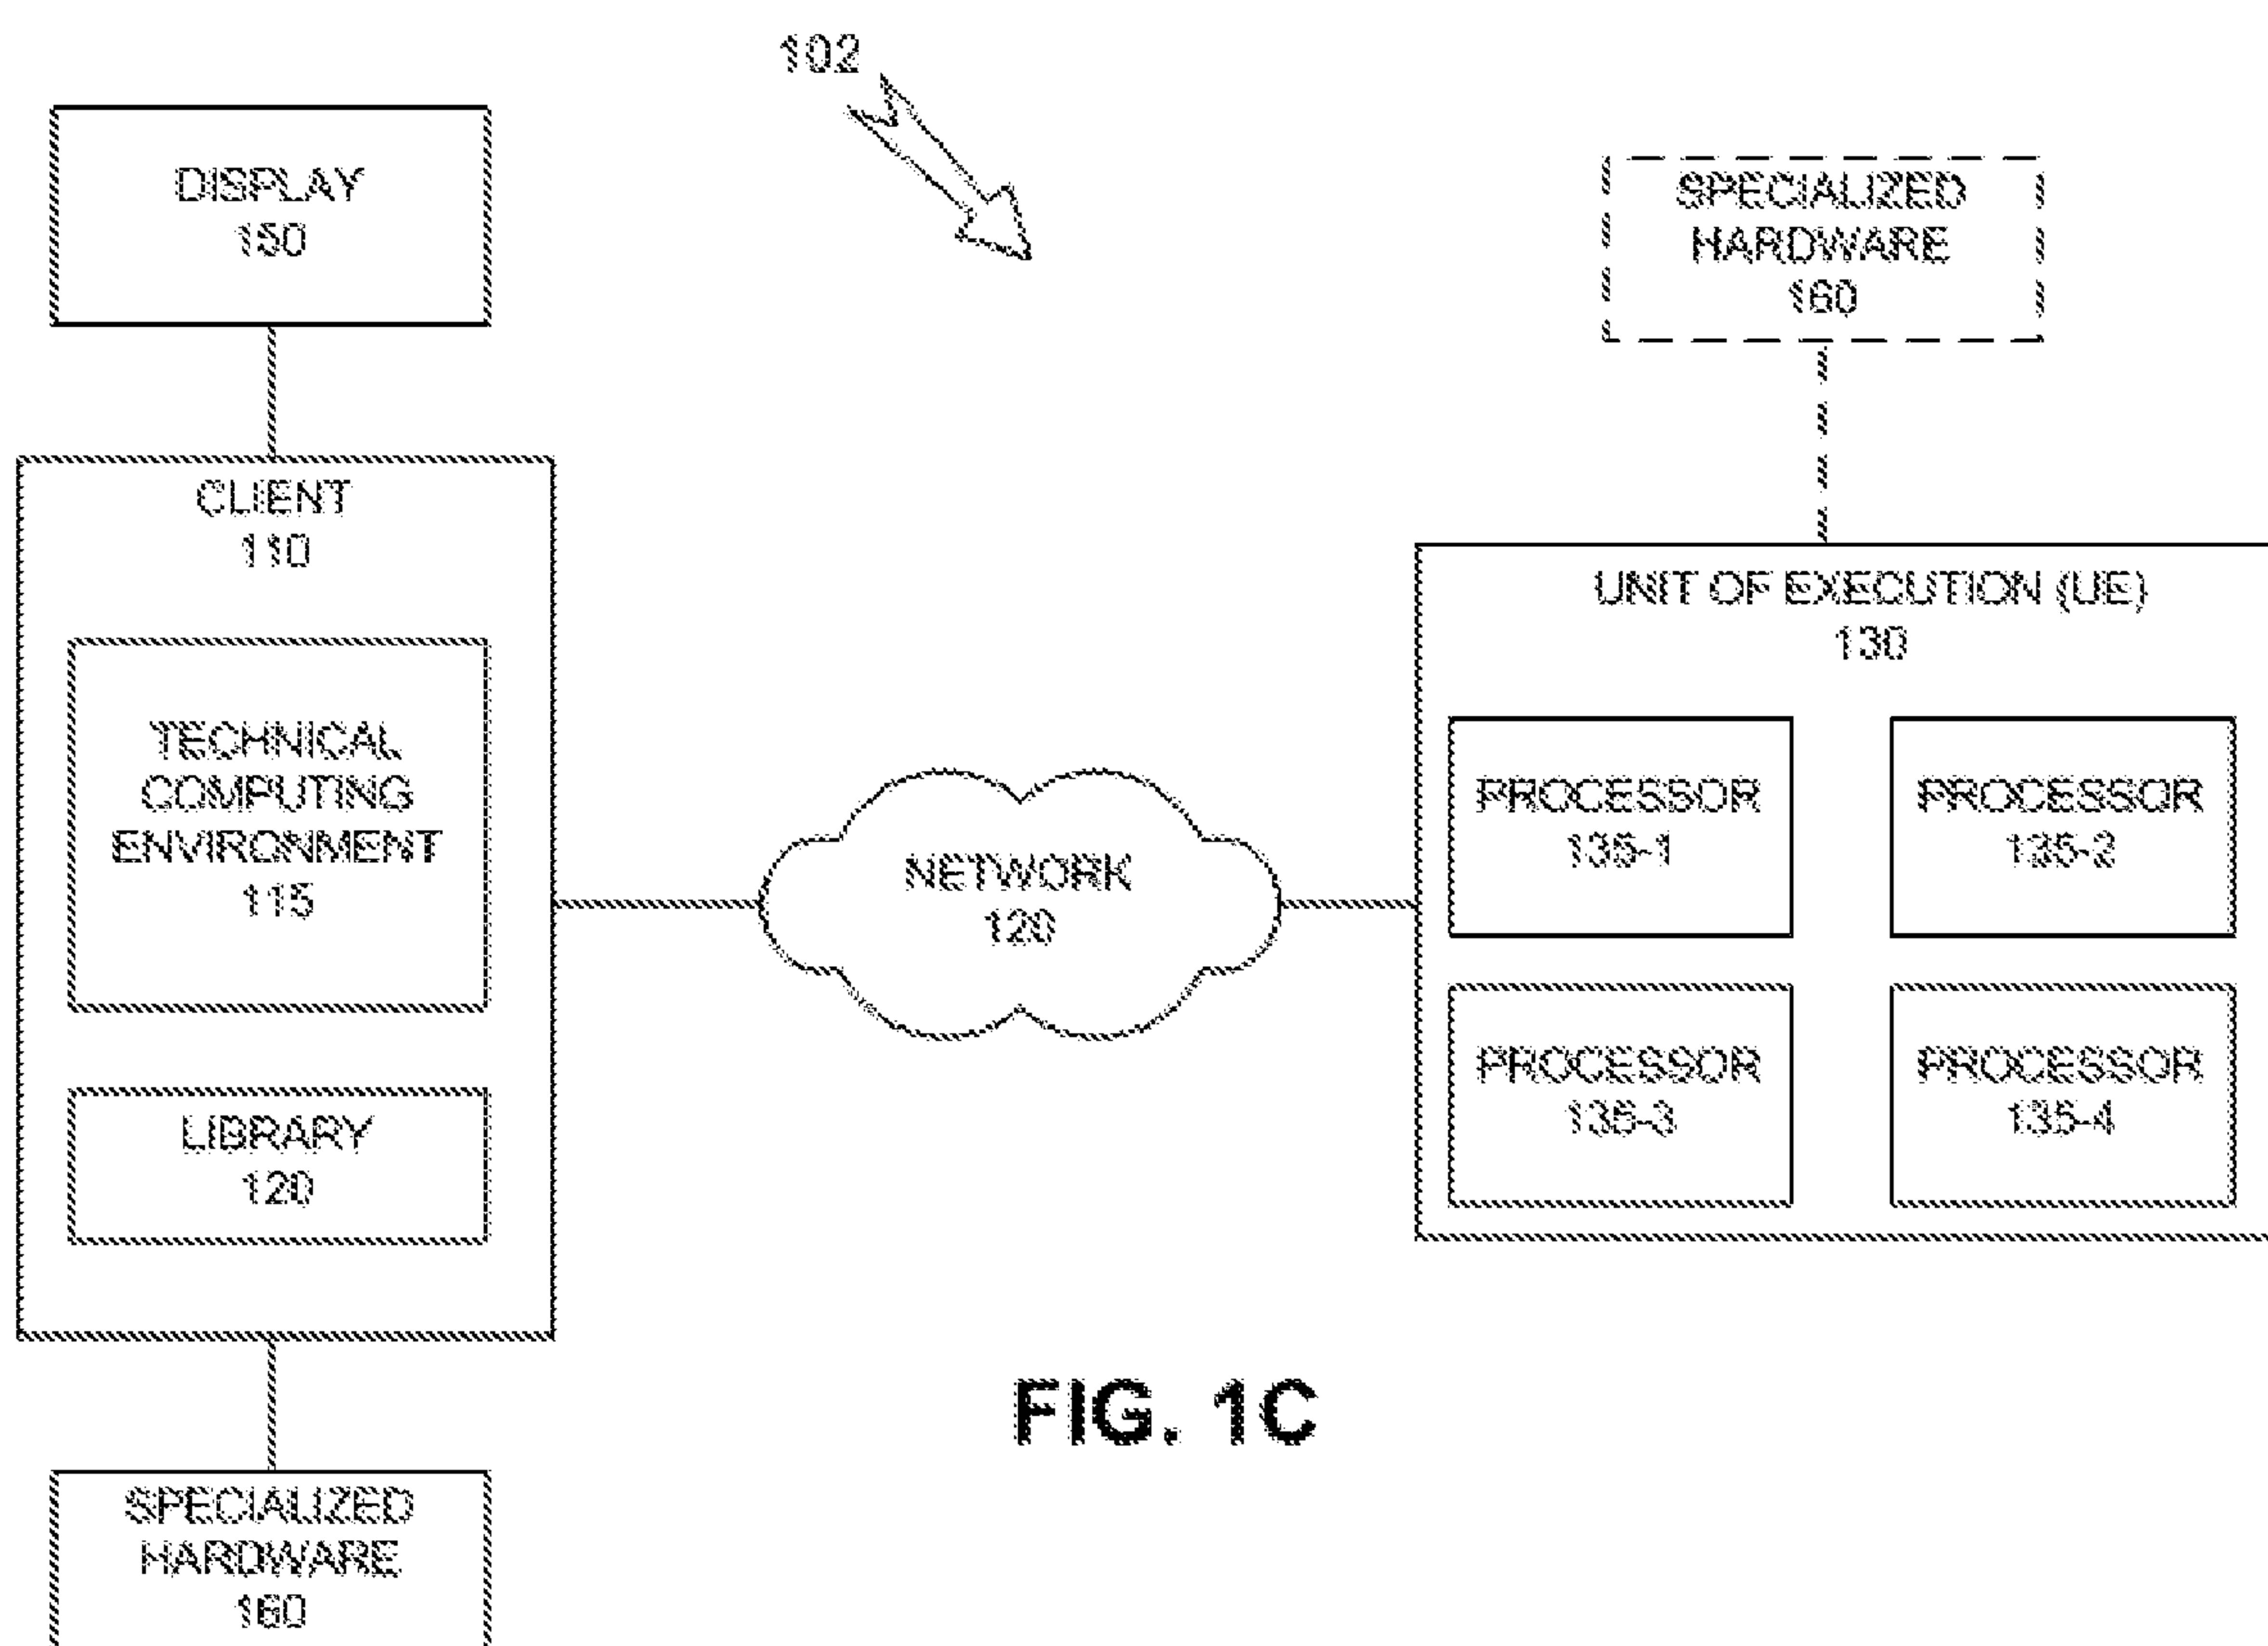 102
DISPLAY
150
SPECIALIZED
HARDWARE
160
CLIENT
110
TECHNICAL
COMPUTING
ENVIRONMENT
115
LIBRARY
120
NETWORK
120
UNIT OF EXECUTION (UE)
130
PROCESSOR
135-1
PROCESSOR
135-2
PROCESSOR
135-3
PROCESSOR
135-4
SPECIALIZED
HARDWARE
160
FIG. 1C